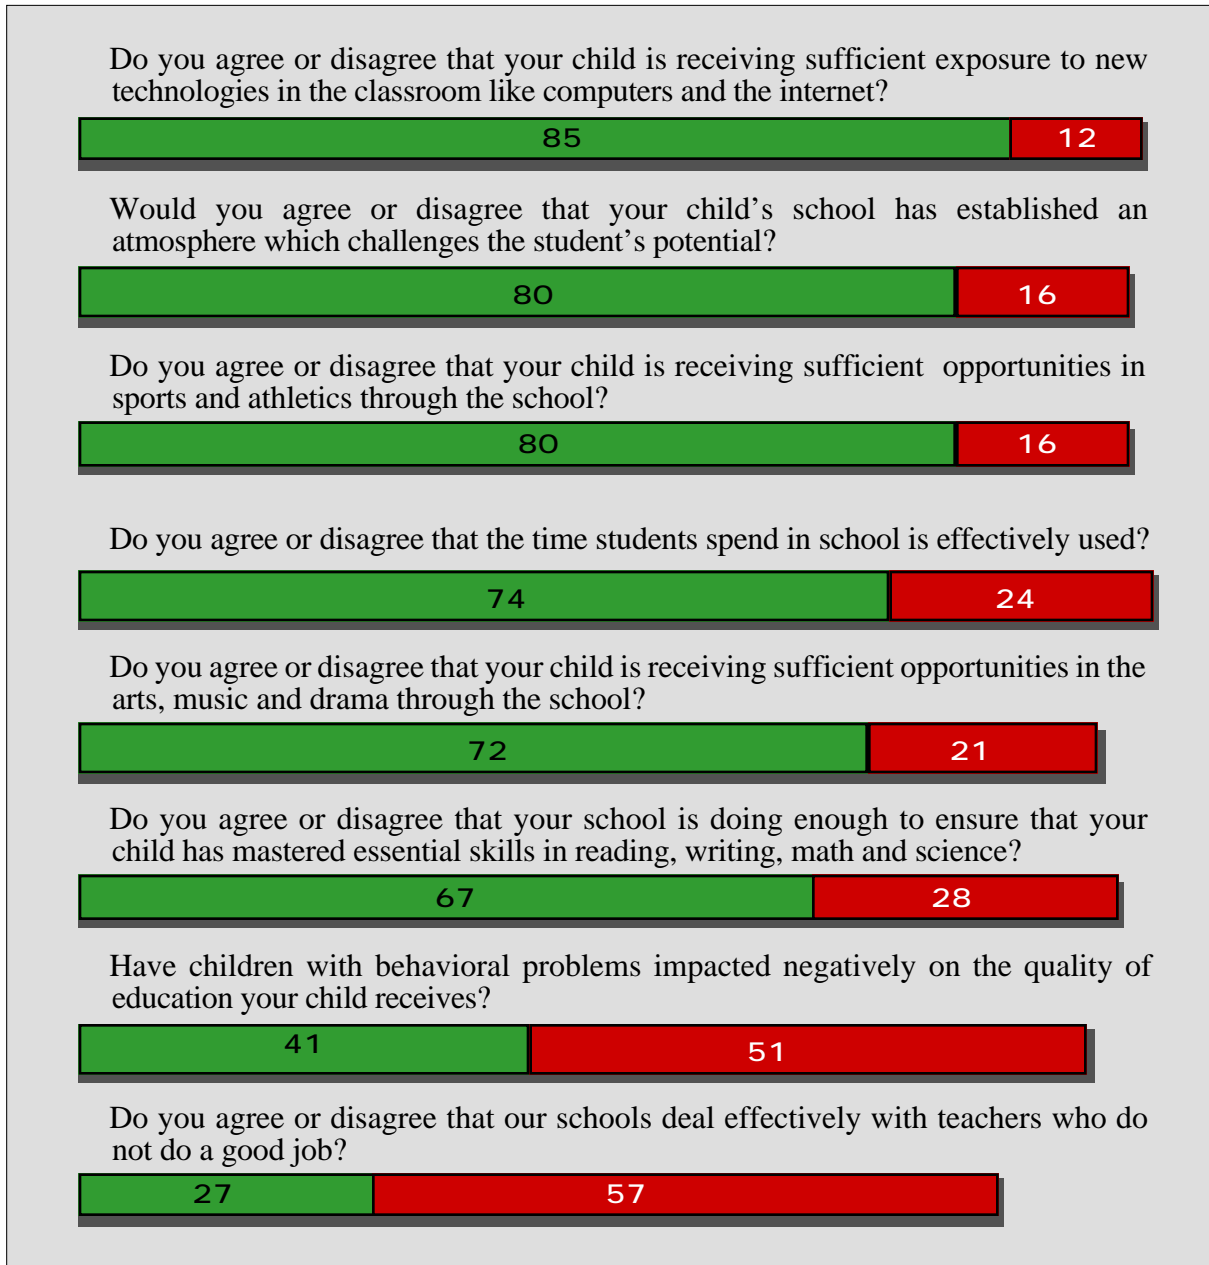 Do you agree or disagree that your child is receiving sufficient exposure to new
technologies in the classroom like computers and the internet?
85 12
Would you agree or disagree that your child’s school has established an
atmosphere which challenges the student’s potential?
80 16
Do you agree or disagree that your child is receiving sufficient opportunities in
sports and athletics through the school?
80 16
Do you agree or disagree that the time students spend in school is effectively used?
74 24
Do you agree or disagree that your child is receiving sufficient opportunities in the
arts, music and drama through the school?
72 21
Do you agree or disagree that your school is doing enough to ensure that your
child has mastered essential skills in reading, writing, math and science?
67 28
Have children with behavioral problems impacted negatively on the quality of
education your child receives?
41 51
Do you agree or disagree that our schools deal effectively with teachers who do
not do a good job?
27 57